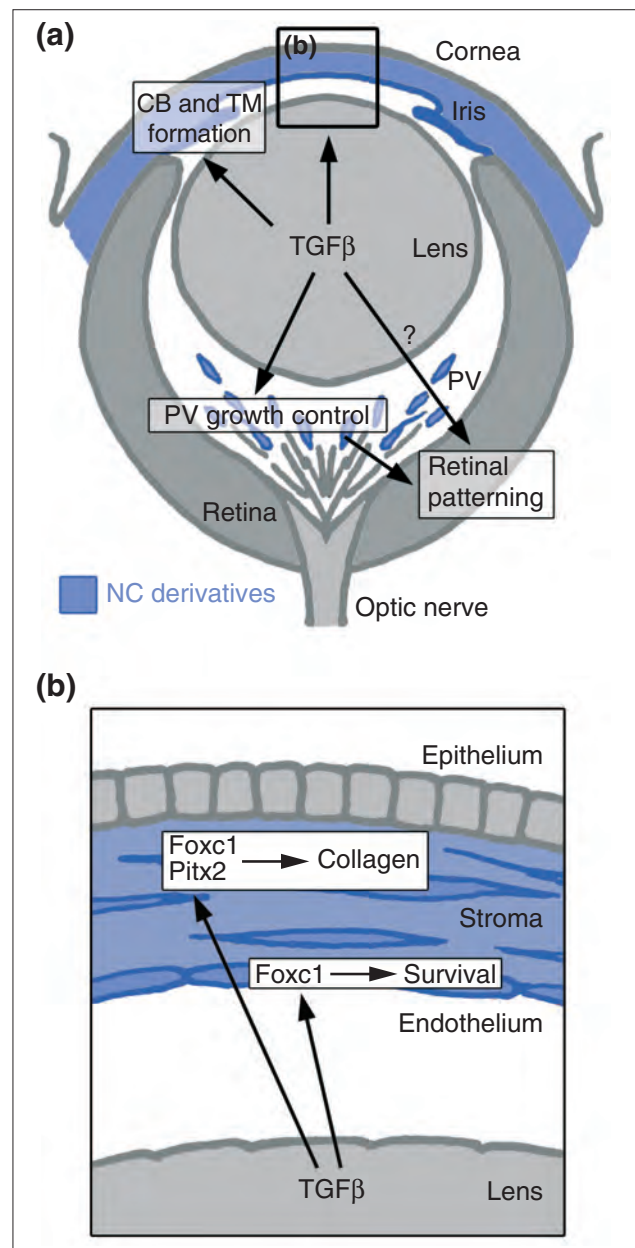 (a)
(b)
Cornea
CB and TM
formation
Iris
TGFβ
Lens
?
PV
PV growth control
Retinal
patterning
Retina
NC derivatives
Optic nerve
(b)
Epithelium
Foxc1
Pitx2
Collagen
Stroma
Foxc1
Survival
Endothelium
TGFβ
Lens